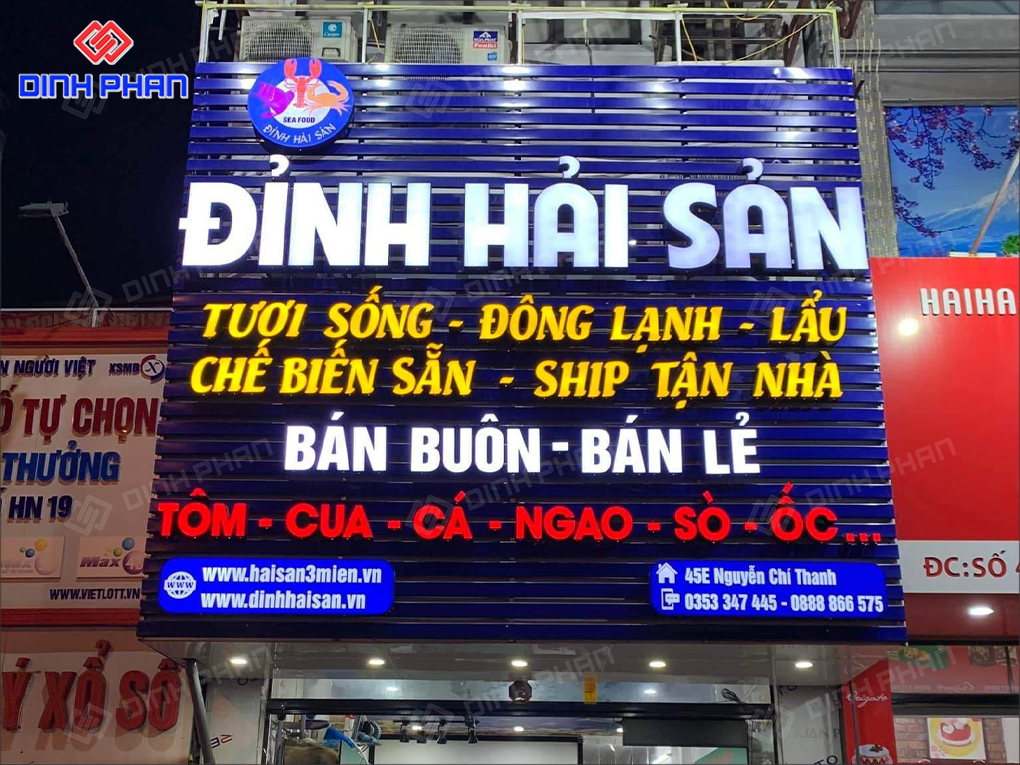 DINH PHAN
SEA FOOD
ĐỈNH HẢI SẢN
ĐỈNH HẢI SẢN
TƯƠI SỐNG - ĐÔNG LẠNH - LẨU
CHẾ BIẾN SẴN - SHIP TẬN NHÀ
BÁN BUÔN - BÁN LẺ
TÔM - CUA - CÁ - NGAO - SÒ - ỐC...
www.haisan3mien.vn
www.dinhhaisan.vn
WWW
45E Nguyễn Chí Thanh
0353 347 445 - 0888 866 575
HAIHA
ĐC:SỐ
NGƯỜI VIỆT
XSMB
TỰ CHỌN
THƯỞNG
HN 19
Max
WWW.VIETLOTT.VN
XỔ SỐ